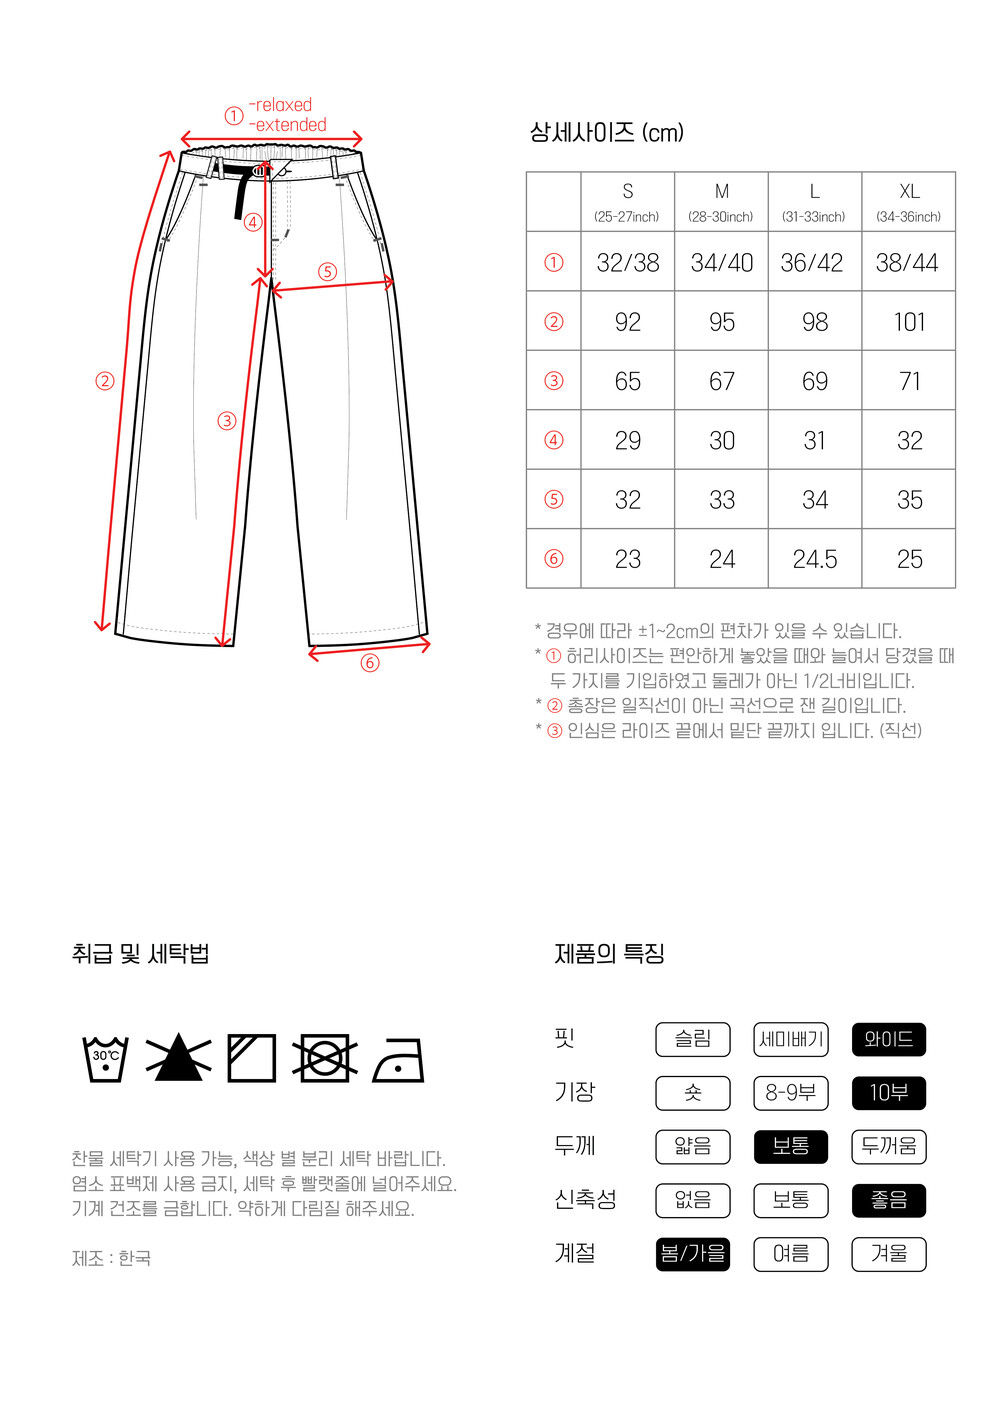 ① -relaxed
-extended
②
③
④
⑤
⑥
상세사이즈 (cm)
S M L XL
(25-27inch) (28-30inch) (31-33inch) (34-36inch)
① 32/38 34/40 36/42 38/44
② 92 95 98 101
③ 65 67 69 71
④ 29 30 31 32
⑤ 32 33 34 35
⑥ 23 24 24.5 25
* 경우에 따라 ±1~2cm의 편차가 있을 수 있습니다.
* ① 허리사이즈는 편안하게 놓았을 때와 늘여서 당겼을 때
두 가지를 기입하였고 둘레가 아닌 1/2너비입니다.
* ② 총장은 일직선이 아닌 곡선으로 잰 길이입니다.
* ③ 인심은 라이즈 끝에서 밑단 끝까지 입니다. (직선)
취급 및 세탁법
30℃
찬물 세탁기 사용 가능, 색상 별 분리 세탁 바랍니다.
염소 표백제 사용 금지, 세탁 후 빨랫줄에 널어주세요.
기계 건조를 금합니다. 약하게 다림질 해주세요.
제조 : 한국
제품의 특징
핏 슬림 세미배기 와이드
기장 숏 8-9부 10부
두께 얇음 보통 두꺼움
신축성 없음 보통 좋음
계절 봄/가을 여름 겨울